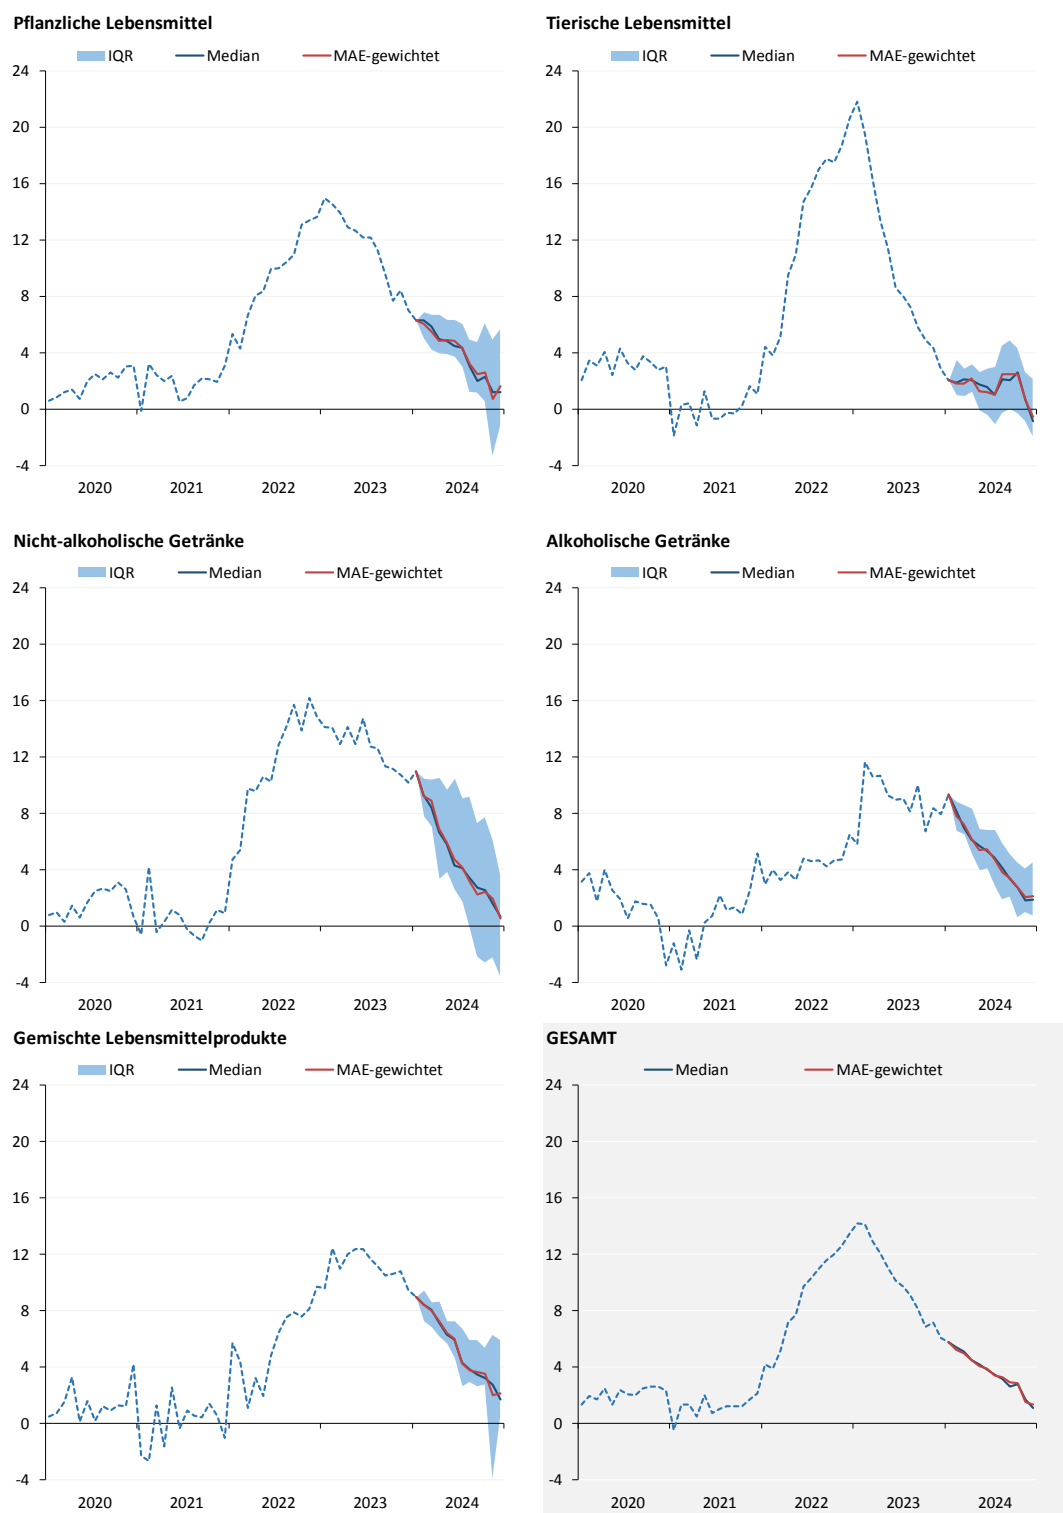 Pflanzliche Lebensmittel
IQR Median MAE-gewichtet
24
20
16
12
8
4
0
-4
2020 2021 2022 2023 2024
Tierische Lebensmittel
IQR Median MAE-gewichtet
24
20
16
12
8
4
0
-4
2020 2021 2022 2023 2024
Nicht-alkoholische Getränke
IQR Median MAE-gewichtet
24
20
16
12
8
4
0
-4
2020 2021 2022 2023 2024
Alkoholische Getränke
IQR Median MAE-gewichtet
24
20
16
12
8
4
0
-4
2020 2021 2022 2023 2024
Gemischte Lebensmittelprodukte
IQR Median MAE-gewichtet
24
20
16
12
8
4
0
-4
2020 2021 2022 2023 2024
GESAMT
Median MAE-gewichtet
24
20
16
12
8
4
0
-4
2020 2021 2022 2023 2024